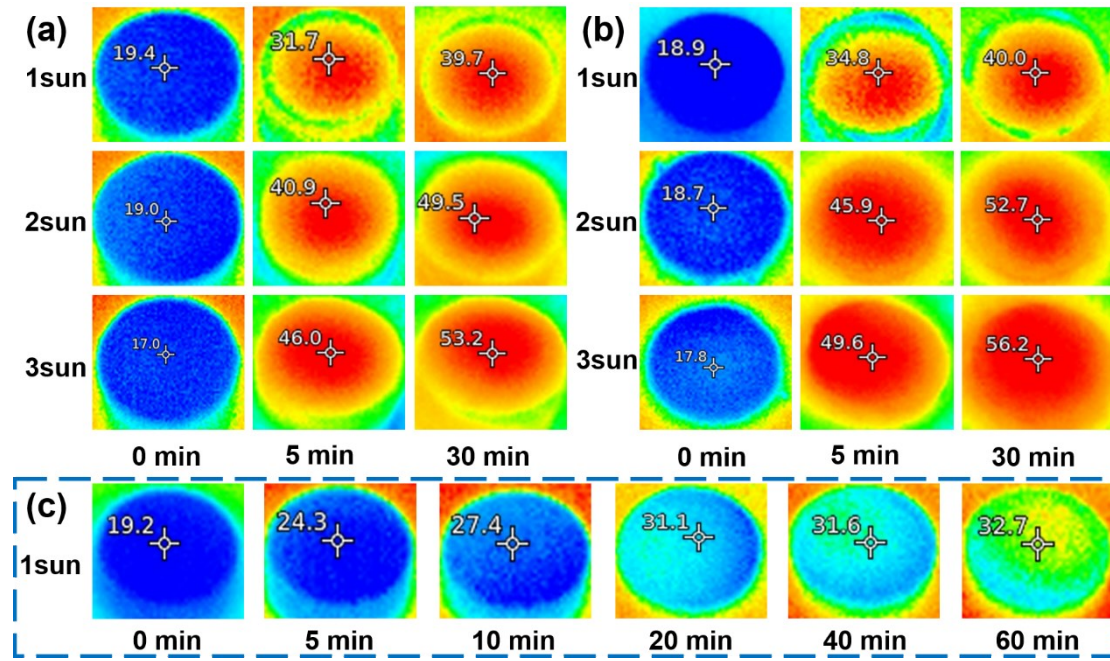 (a)
1sun 19.4 31.7 39.7
2sun 19.0 40.9 49.5
3sun 17.0 46.0 53.2
0 min 5 min 30 min
(b)
1sun 18.9 34.8 40.0
2sun 18.7 45.9 52.7
3sun 17.8 49.6 56.2
0 min 5 min 30 min
(c)
1sun 19.2 24.3 27.4 31.1 31.6 32.7
0 min 5 min 10 min 20 min 40 min 60 min